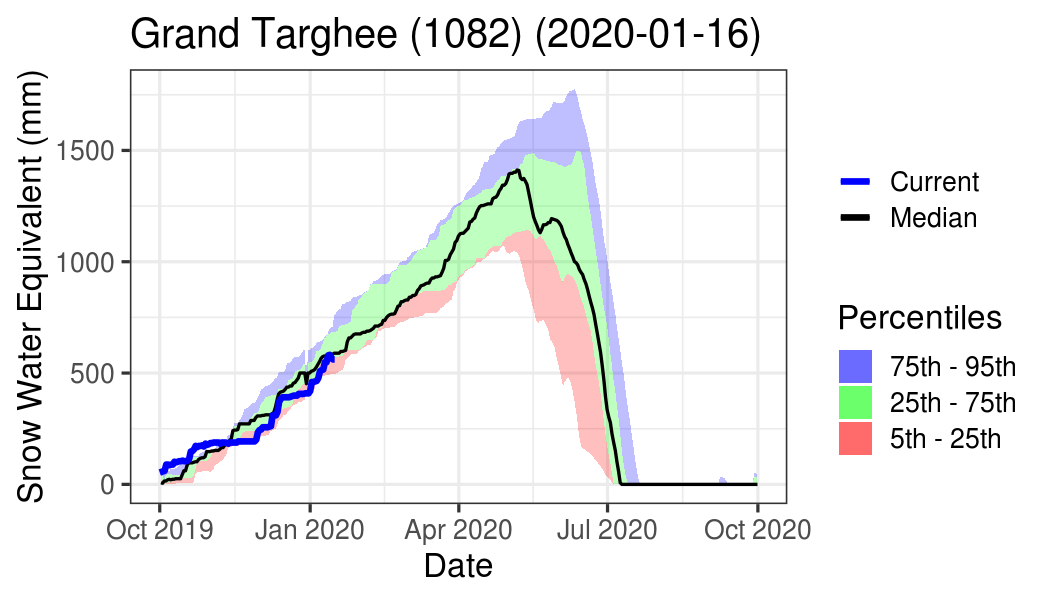 Grand Targhee (1082) (2020-01-16)
Snow Water Equivalent (mm)
1500
1000
500
0
Oct 2019
Jan 2020
Apr 2020
Jul 2020
Oct 2020
Date
Current
Median
Percentiles
75th - 95th
25th - 75th
5th - 25th